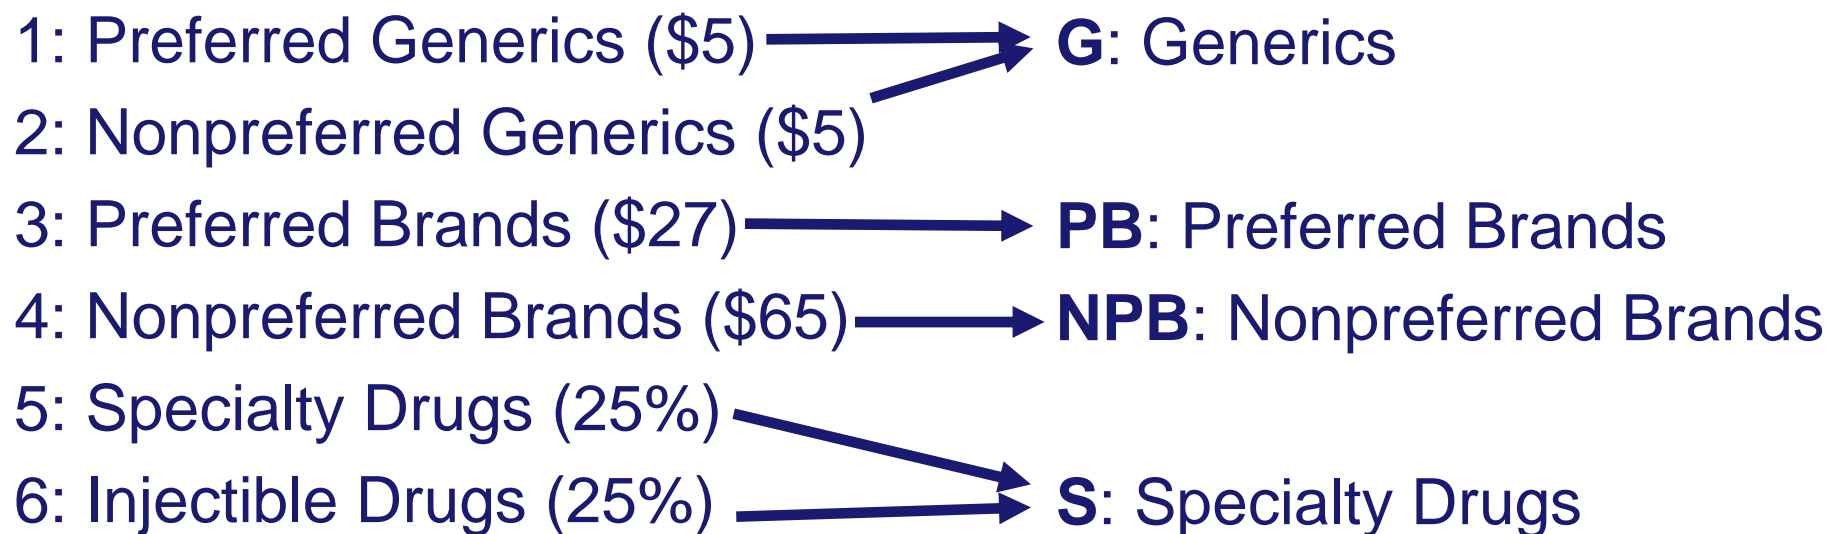 1: Preferred Generics ($5) G: Generics
2: Nonpreferred Generics ($5)
3: Preferred Brands ($27) PB: Preferred Brands
4: Nonpreferred Brands ($65) NPB: Nonpreferred Brands
5: Specialty Drugs (25%)
6: Injectible Drugs (25%) S: Specialty Drugs